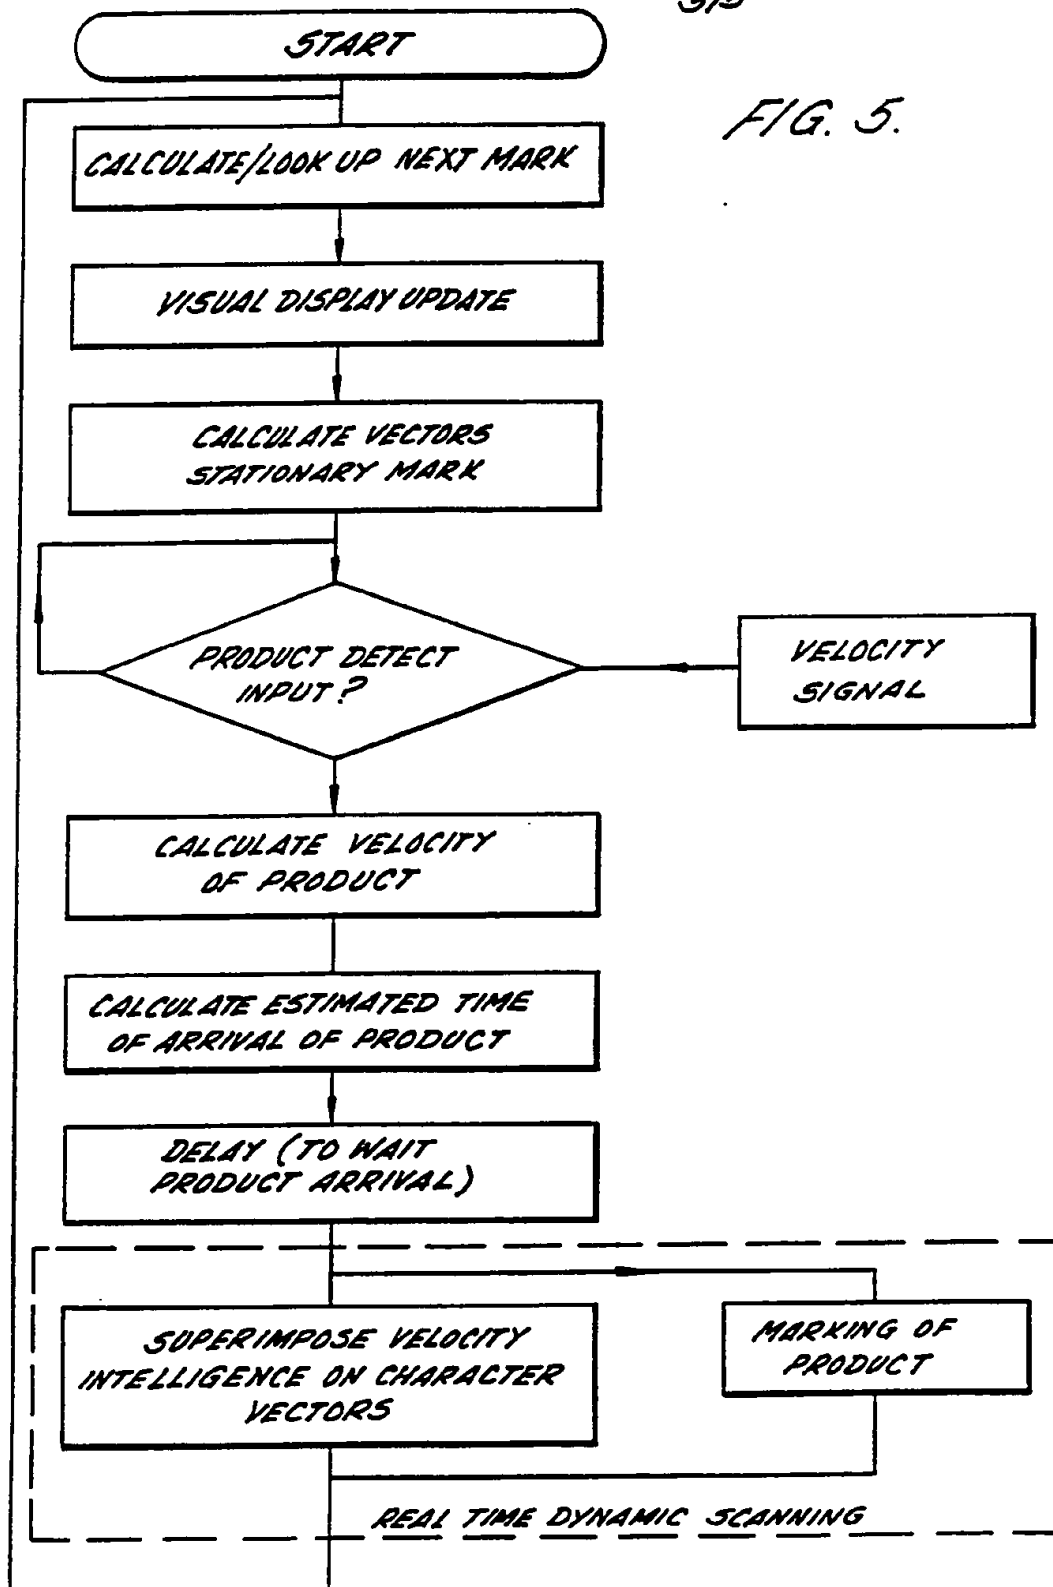 START
FIG. 5.
CALCULATE/LOOK UP NEXT MARK
VISUAL DISPLAY UPDATE
CALCULATE VECTORS
STATIONARY MARK
PRODUCT DETECT
INPUT?
VELOCITY
SIGNAL
CALCULATE VELOCITY
OF PRODUCT
CALCULATE ESTIMATED TIME
OF ARRIVAL OF PRODUCT
DELAY (TO WAIT
PRODUCT ARRIVAL)
SUPERIMPOSE VELOCITY
INTELLIGENCE ON CHARACTER
VECTORS
MARKING OF
PRODUCT
REAL TIME DYNAMIC SCANNING